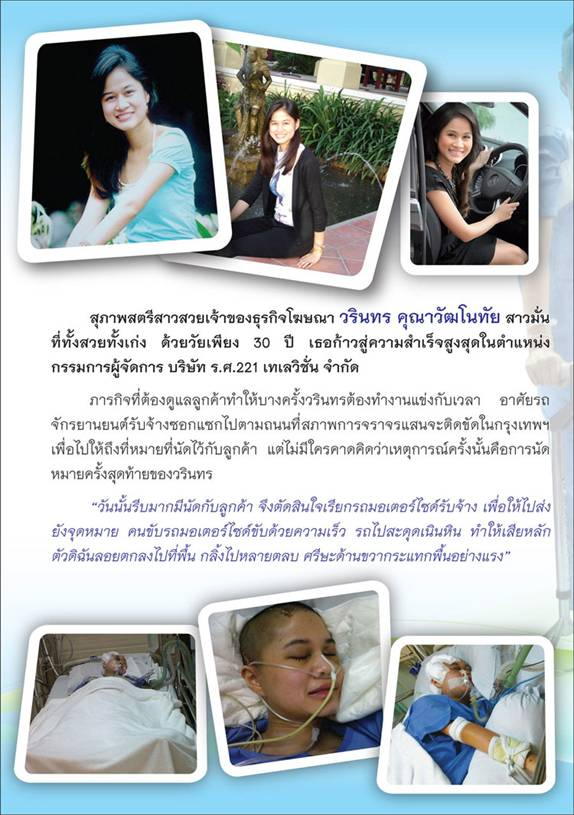 สุภาพสตรีสาวสวยเจ้าของธุรกิจโฆษณา วรินทร คุณาวัฒโนทัย สาวมั่น
ที่ทั้งสวยทั้งเก่ง ด้วยวัยเพียง 30 ปี เธอก้าวสู่ความสำเร็จสูงสุดในตำแหน่ง
กรรมการผู้จัดการ บริษัท ร.ศ.221 เทเลวิชั่น จำกัด
ภารกิจที่ต้องดูแลลูกค้าทำให้บางครั้งวรินทรต้องทำงานแข่งกับเวลา อาศัยรถ
จักรยานยนต์รับจ้างซอกแซกไปตามถนนที่สภาพการจราจรแสนจะติดขัดในกรุงเทพฯ
เพื่อไปให้ถึงที่หมายที่นัดไว้กับลูกค้า แต่ไม่มีใครคาดคิดว่าเหตุการณ์ครั้งนั้นคือการนัด
หมายครั้งสุดท้ายของวรินทร
“วันนั้นรีบมากมีนัดกับลูกค้า จึงตัดสินใจเรียกรถมอเตอร์ไซด์รับจ้าง เพื่อให้ไปส่ง
ยังจุดหมาย คนขับรถมอเตอร์ไซด์ขับด้วยความเร็ว รถไปสะดุดเนินหิน ทำให้เสียหลัก
ตัวดิฉันลอยตกลงไปที่พื้น กลิ้งไปหลายตลบ ศรีษะด้านขวากระแทกพื้นอย่างแรง”